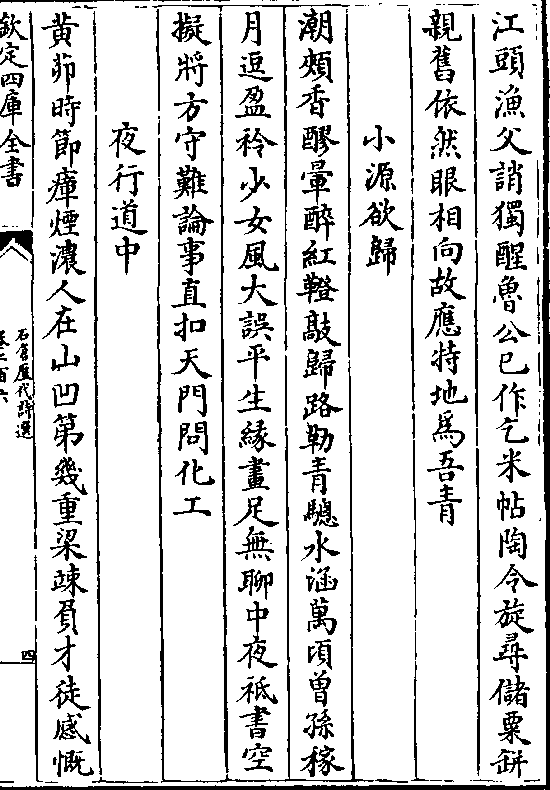 江頭漁父誚獨醒魯公已作乞米帖陶令旋尋儲粟缾
親舊依然眼相向故應特地為吾青
小源欲歸
潮頰香醪暈醉紅鞾敲歸路勒青驄水涵萬頃曽孫稼
月逗盈衿少女風大誤平生緣畫足無聊中夜秪書空
擬將方守難論事直扣天門問化工
夜行道中
黄茆時節瘴煙濃人在山凹第幾重梁竦負才徒感慨
欽定四庫全書
石倉歴代詩選
卷二百六
四